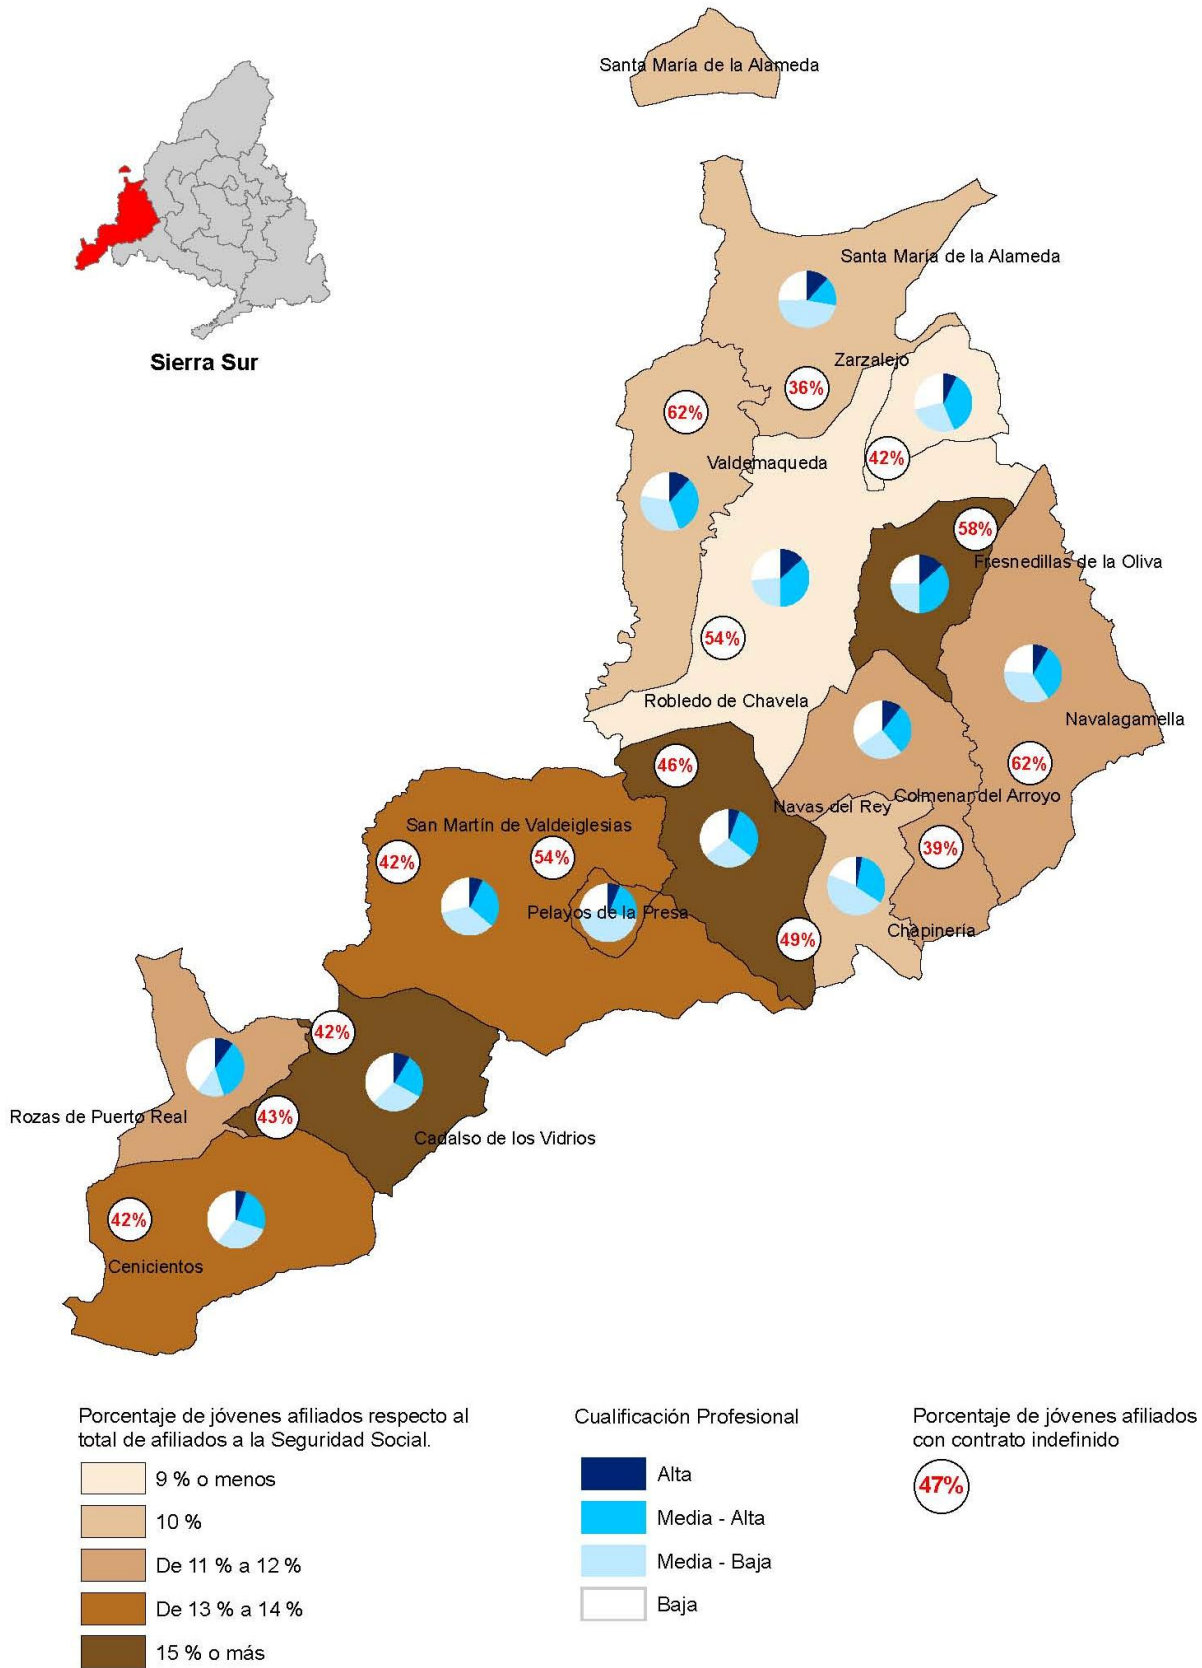 Santa María de la Alameda
Sierra Sur
Santa María de la Alameda
Zarzalejo
36%
62%
Valdemaqueda
42%
58%
Fresnedillas de la Oliva
54%
Robledo de Chavela
Navalagamella
46%
62%
Navas del Rey
Colmenar del Arroyo
San Martín de Valdeiglesias
42%
54%
39%
Pelayos de la Presa
Chapinería
49%
42%
Rozas de Puerto Real
43%
Cadalso de los Vidrios
42%
Cenicientos
Porcentaje de jóvenes afiliados respecto al
total de afiliados a la Seguridad Social.
9 % o menos
10 %
De 11 % a 12 %
De 13 % a 14 %
15 % o más
Cualificación Profesional
Alta
Media - Alta
Media - Baja
Baja
Porcentaje de jóvenes afiliados
con contrato indefinido
47%